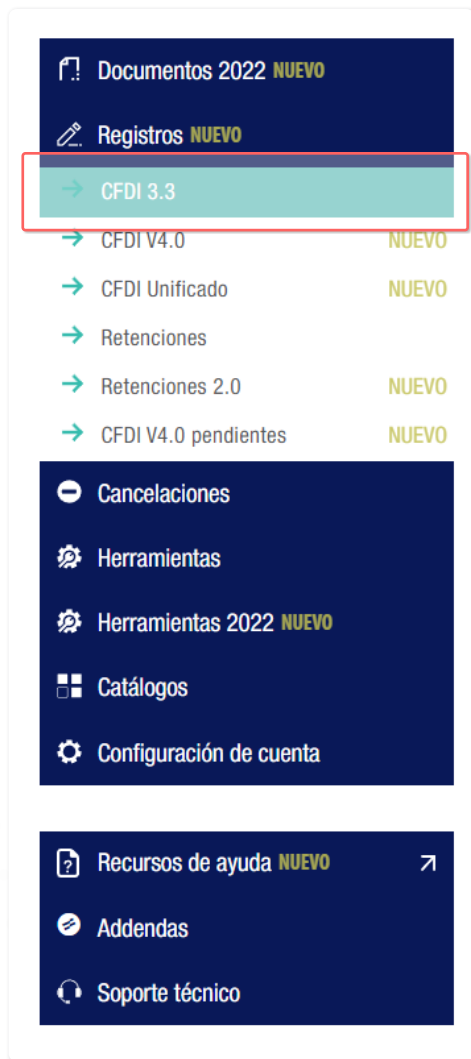 Documentos 2022 NUEVO
Registros NUEVO
CFDI 3.3
CFDI V4.0 NUEVO
CFDI Unificado NUEVO
Retenciones
Retenciones 2.0 NUEVO
CFDI V4.0 pendientes NUEVO
Cancelaciones
Herramientas
Herramientas 2022 NUEVO
Catálogos
Configuración de cuenta
Recursos de ayuda NUEVO
Addendas
Soporte técnico